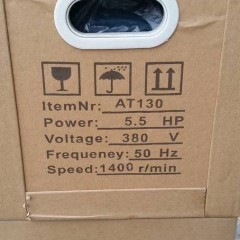 ItemNr: AT130
Power: 5.5 HP
Voltage: 380 V
Frequeney: 50 Hz
Speed: 1400 r/min